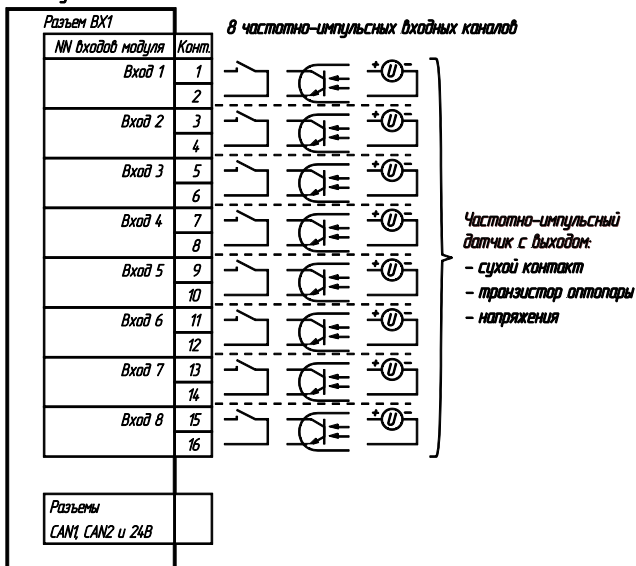 Разъем ВХ1
8 частотно-импульсных входных каналов
NN входов модуля Конт.
Вход 1 1
2
Вход 2 3
4
Вход 3 5
6
Вход 4 7
8
Вход 5 9
10
Вход 6 11
12
Вход 7 13
14
Вход 8 15
16
+ U -
+ U -
+ U -
+ U -
+ U -
+ U -
+ U -
+ U -
Частотно-импульсный
датчик с выходом:
- сухой контакт
- транзистор оптопары
- напряжения
Разъемы
CAN1, CAN2 и 24В